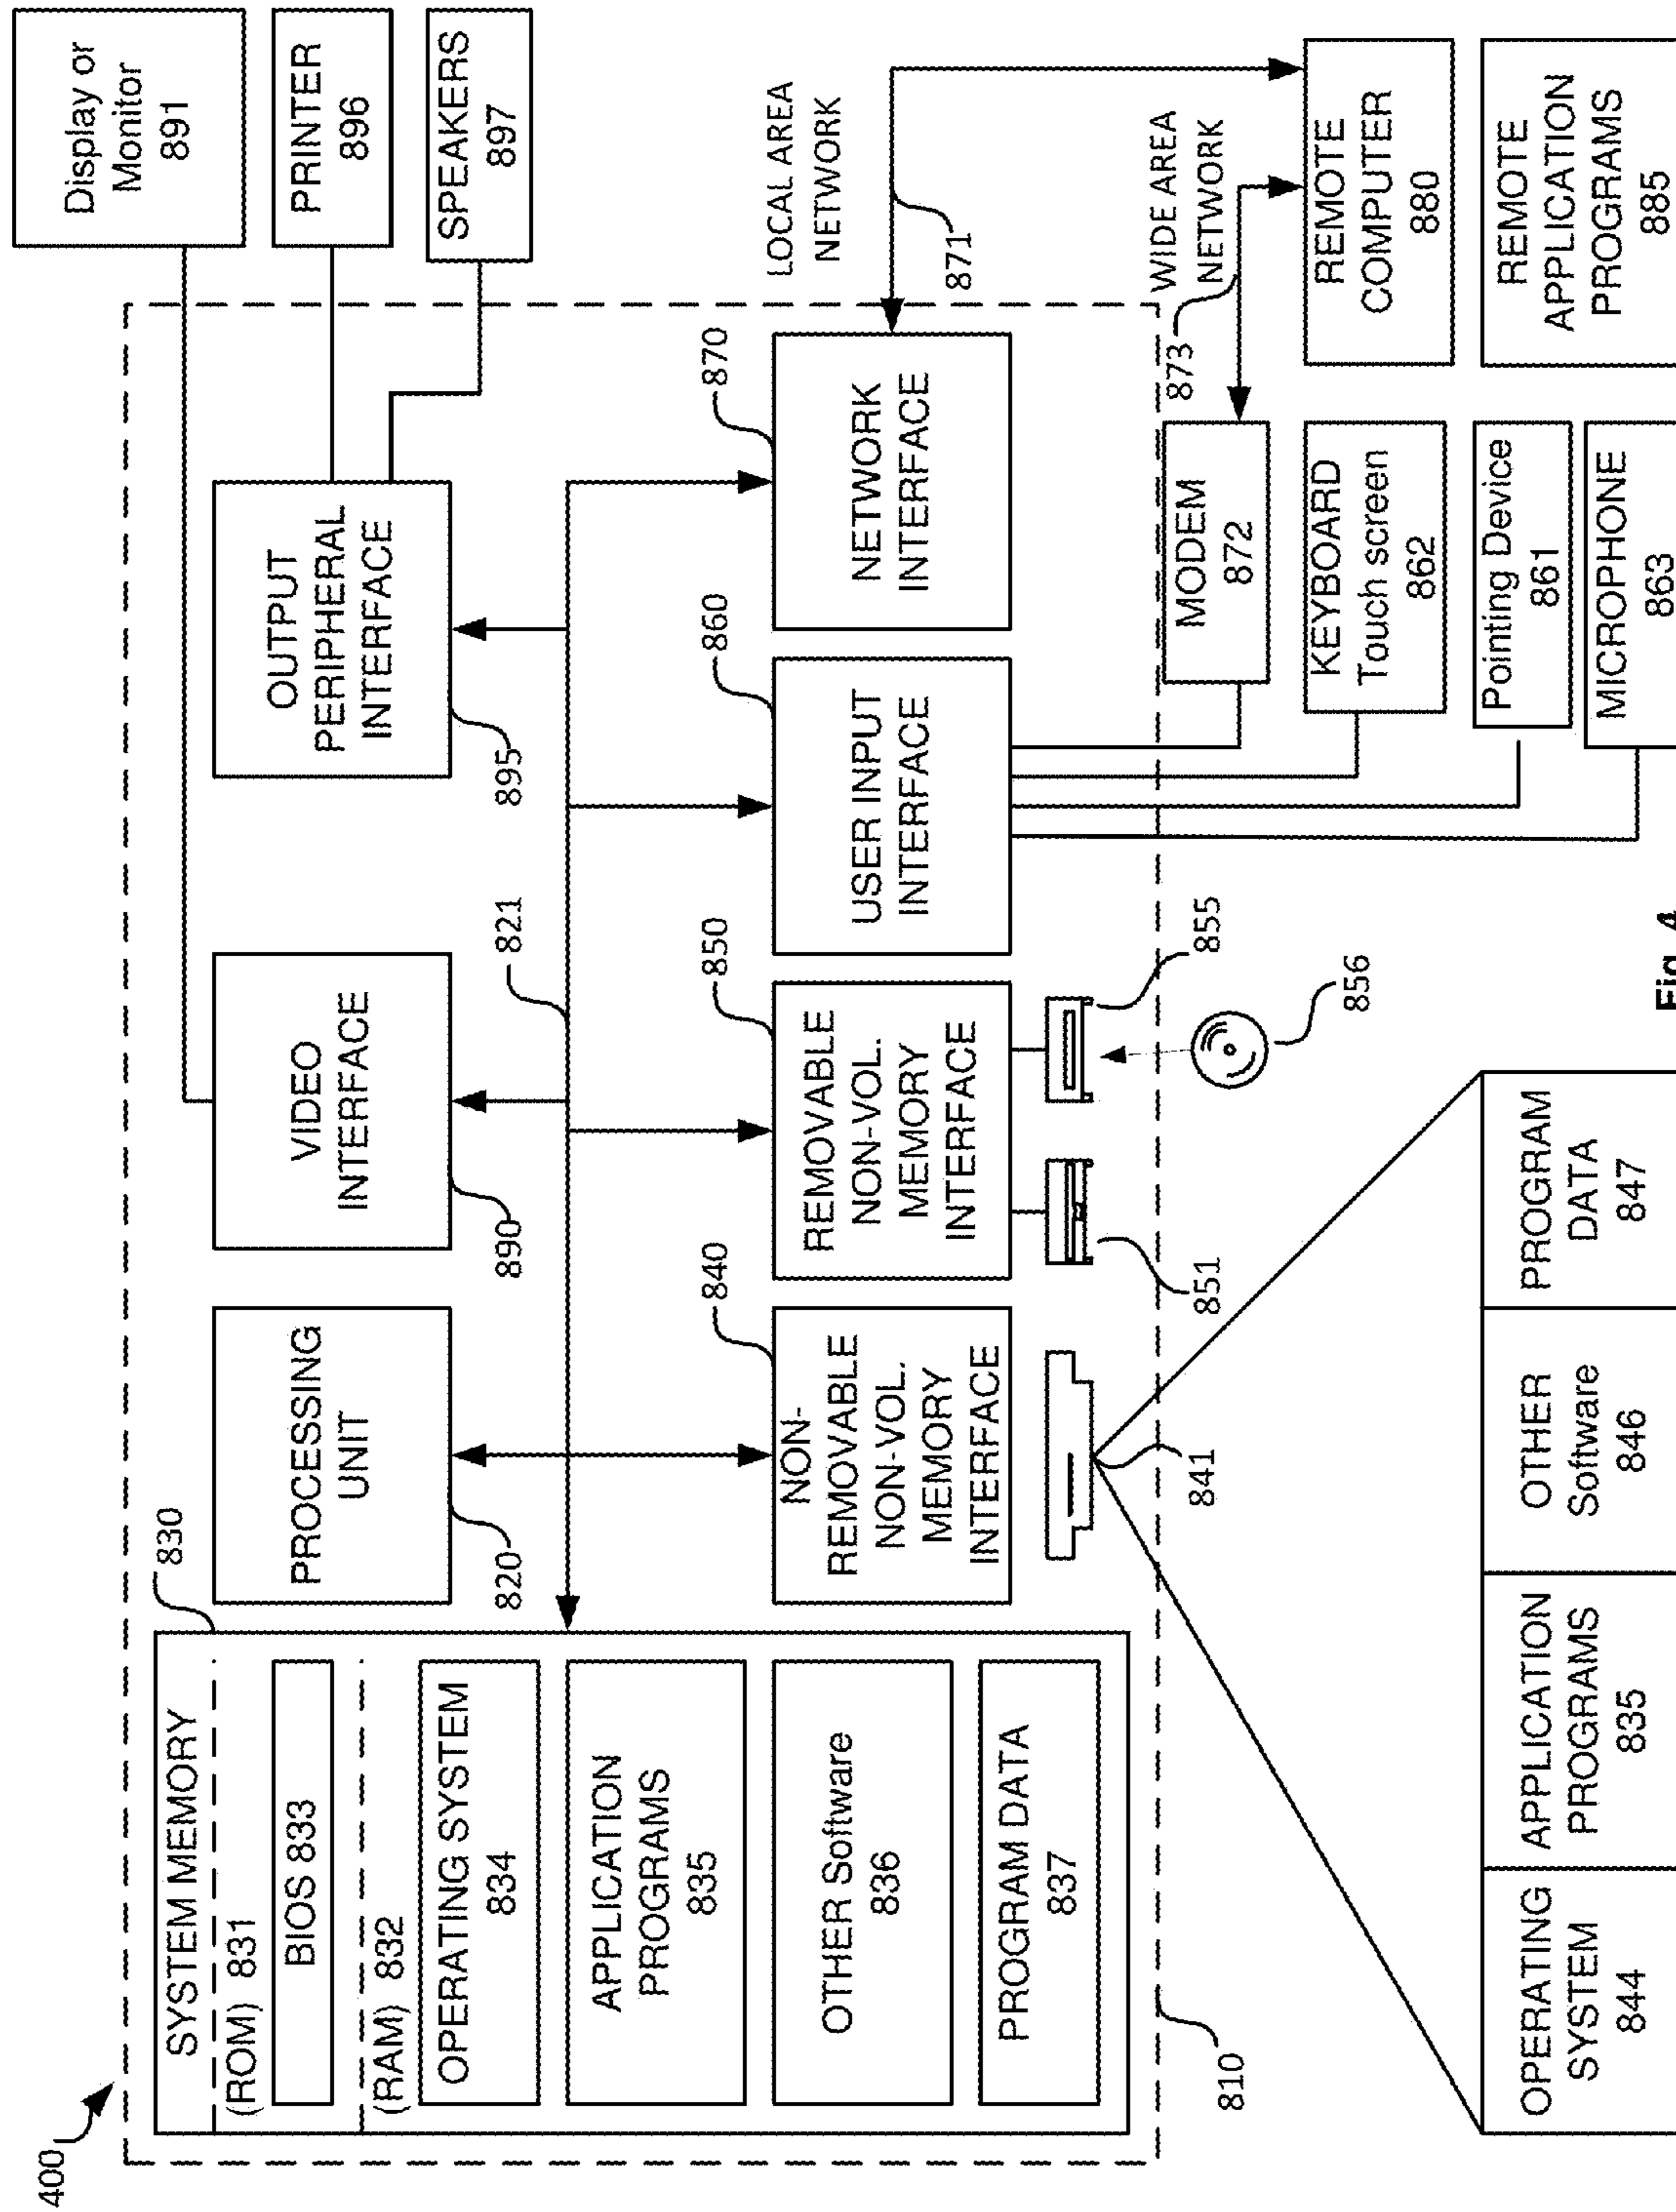 400
SYSTEM MEMORY
(ROM) 831
BIOS 833
(RAM) 832
OPERATING SYSTEM
834
APPLICATION
PROGRAMS
835
OTHER Software
836
PROGRAM DATA
837
830
PROCESSING
UNIT
820
VIDEO
INTERFACE
890
821
OUTPUT
PERIPHERAL
INTERFACE
895
Display or
Monitor
891
PRINTER
896
SPEAKERS
897
NON-
REMOVABLE
NON-VOL.
MEMORY
INTERFACE
840
REMOVABLE
NON-VOL.
MEMORY
INTERFACE
850
USER INPUT
INTERFACE
860
NETWORK
INTERFACE
870
LOCAL AREA
NETWORK
871
810
841
851
855
856
873
WIDE AREA
NETWORK
MODEM
872
KEYBOARD
Touch screen
862
Pointing Device
861
MICROPHONE
863
REMOTE
COMPUTER
880
REMOTE
APPLICATION
PROGRAMS
885
OPERATING
SYSTEM
844
APPLICATION
PROGRAMS
835
OTHER
Software
846
PROGRAM
DATA
847
Fig. 4